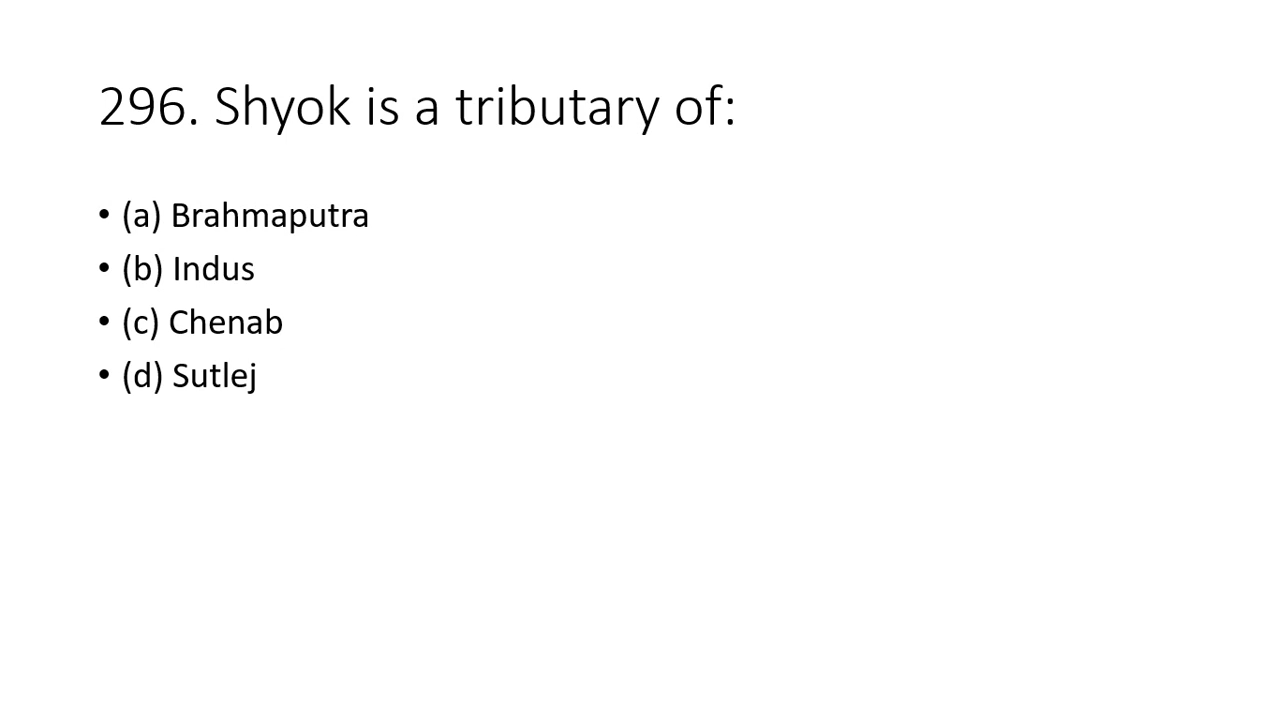 296. Shyok is a tributary of:
• (a) Brahmaputra
• (b) Indus
• (c) Chenab
• (d) Sutlej